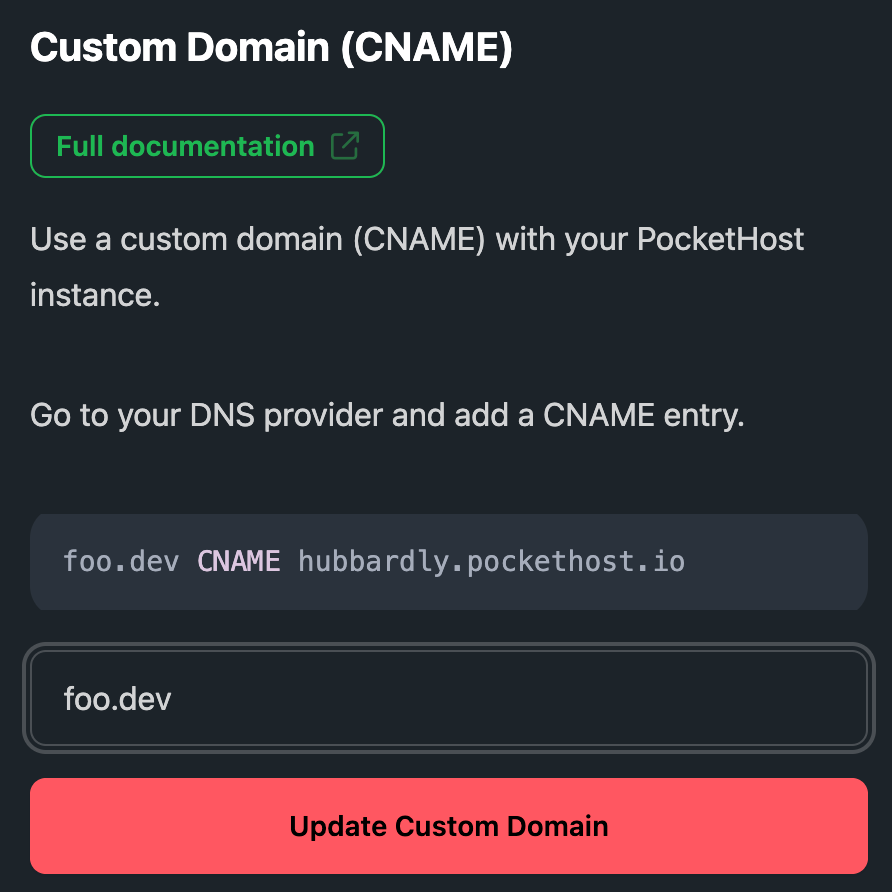 Custom Domain (CNAME)
Full documentation
Use a custom domain (CNAME) with your PocketHost
instance.
Go to your DNS provider and add a CNAME entry.
foo.dev CNAME hubbardly.pockethost.io
foo.dev
Update Custom Domain